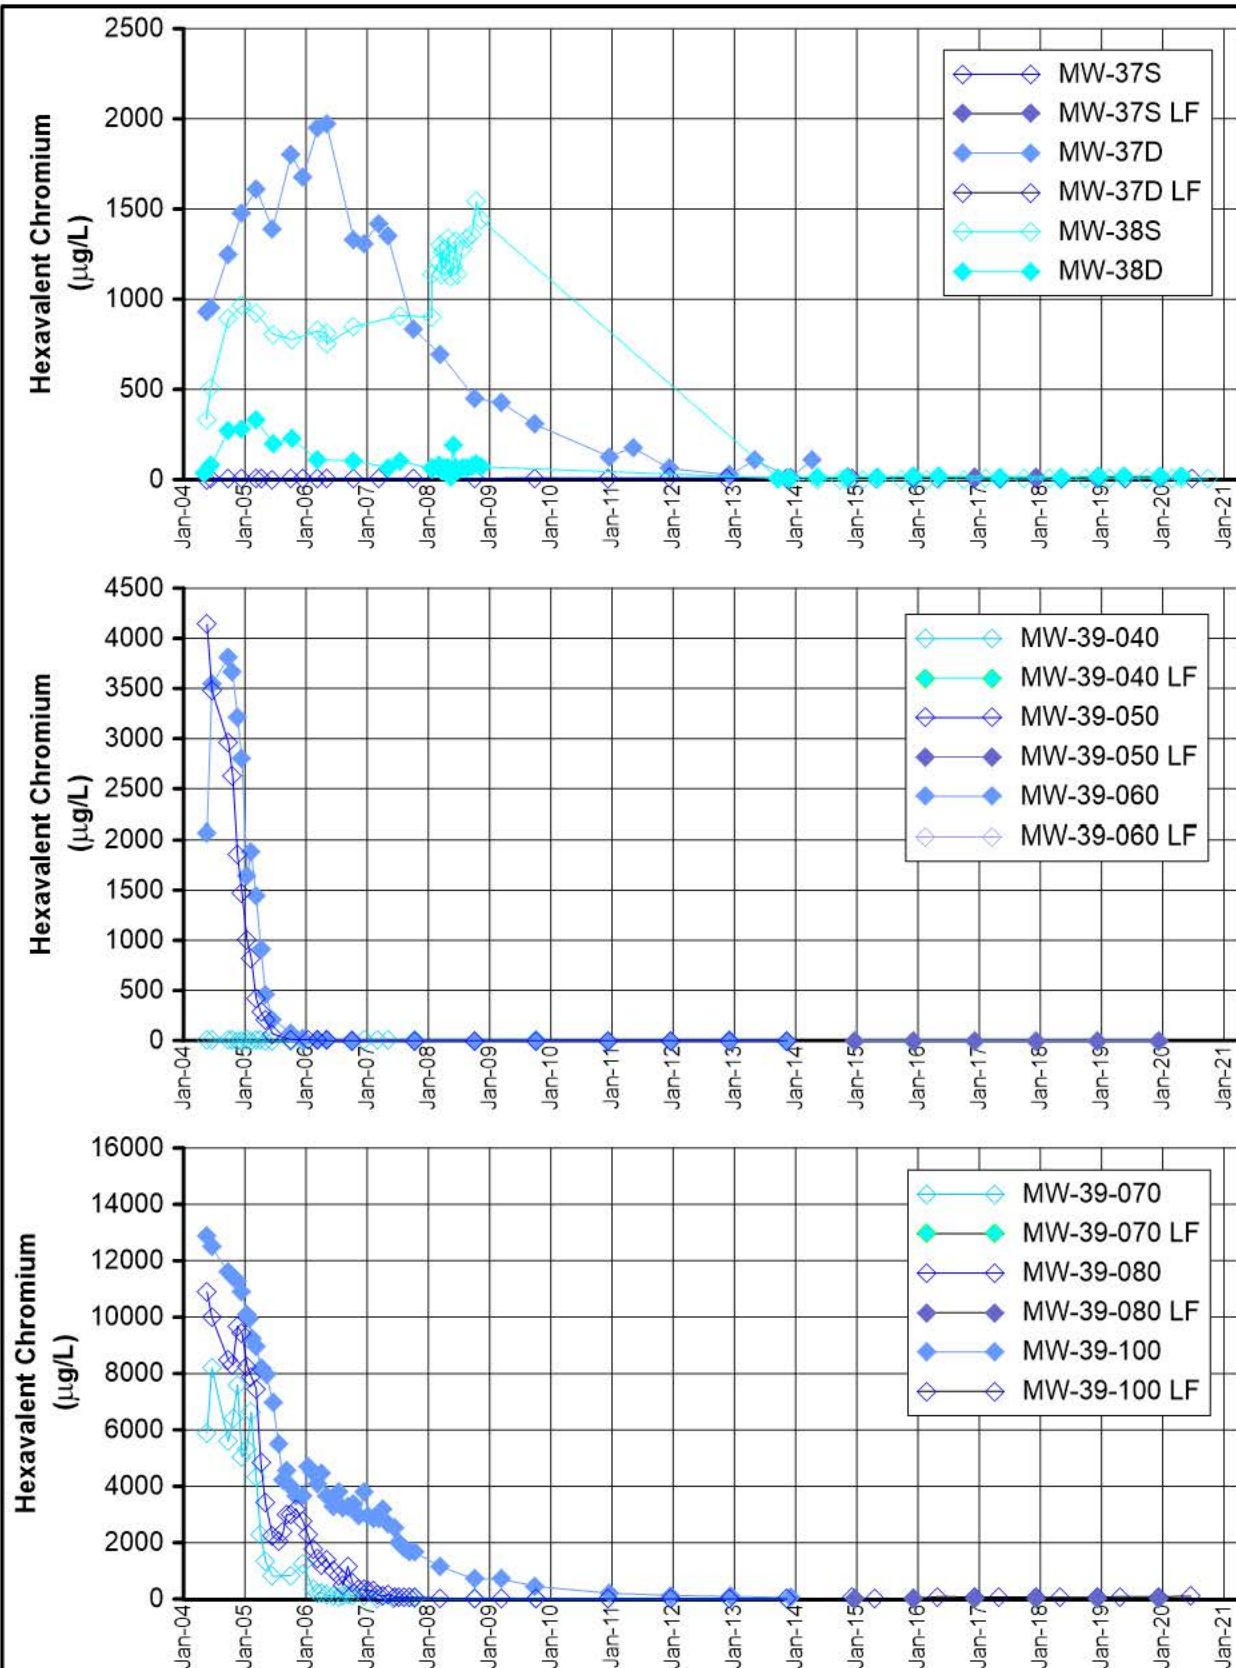 2500
2000
1500
1000
500
0
Hexavalent Chromium
(µg/L)
MW-37S
MW-37S LF
MW-37D
MW-37D LF
MW-38S
MW-38D
Jan-04
Jan-05
Jan-06
Jan-07
Jan-08
Jan-09
Jan-10
Jan-11
Jan-12
Jan-13
Jan-14
Jan-15
Jan-16
Jan-17
Jan-18
Jan-19
Jan-20
Jan-21
4500
4000
3500
3000
2500
2000
1500
1000
500
0
Hexavalent Chromium
(µg/L)
MW-39-040
MW-39-040 LF
MW-39-050
MW-39-050 LF
MW-39-060
MW-39-060 LF
Jan-04
Jan-05
Jan-06
Jan-07
Jan-08
Jan-09
Jan-10
Jan-11
Jan-12
Jan-13
Jan-14
Jan-15
Jan-16
Jan-17
Jan-18
Jan-19
Jan-20
Jan-21
16000
14000
12000
10000
8000
6000
4000
2000
0
Hexavalent Chromium
(µg/L)
MW-39-070
MW-39-070 LF
MW-39-080
MW-39-080 LF
MW-39-100
MW-39-100 LF
Jan-04
Jan-05
Jan-06
Jan-07
Jan-08
Jan-09
Jan-10
Jan-11
Jan-12
Jan-13
Jan-14
Jan-15
Jan-16
Jan-17
Jan-18
Jan-19
Jan-20
Jan-21